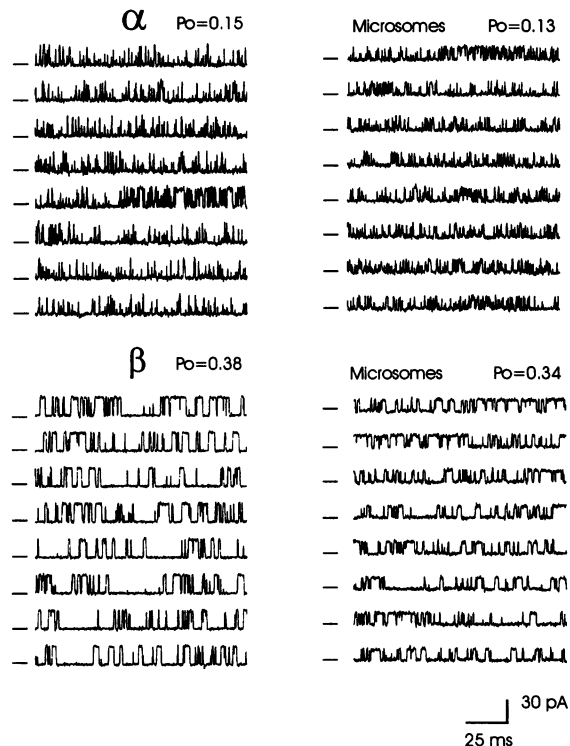 α Po=0.15
Microsomes Po=0.13
β Po=0.38
Microsomes Po=0.34
30 pA
25 ms